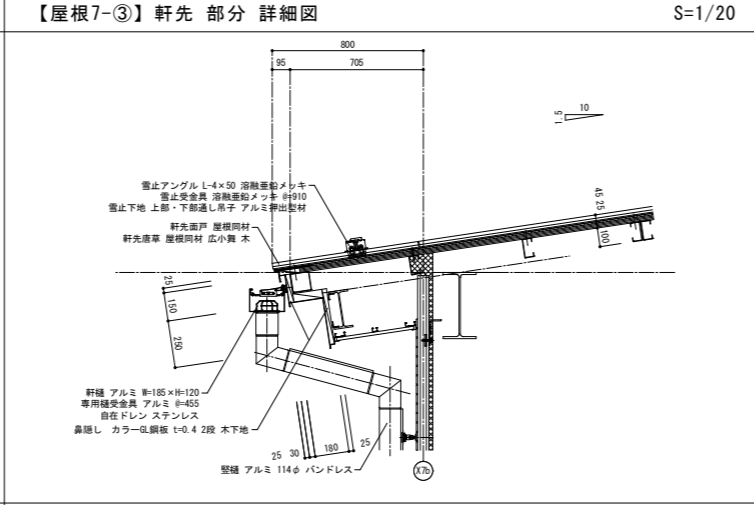 【屋根7-③】軒先 部分 詳細図
S=1/20
800
95
705
10
1.5
雪止アングル L-4×50 溶融亜鉛メッキ
雪止受金具 溶融亜鉛メッキ @=910
雪止下地 上部・下部通し吊子 アルミ押出型材
軒先面戸 屋根同材
軒先唐草 屋根同材 広小舞 木
45 25
100
25
150
250
軒樋 アルミ W=185×H=120
専用樋受金具 アルミ @=455
自在ドレン ステンレス
鼻隠し カラーGL鋼板 t=0.4 2段 木下地
25 30 180 25
竪樋 アルミ 114φ バンドレス
X7b